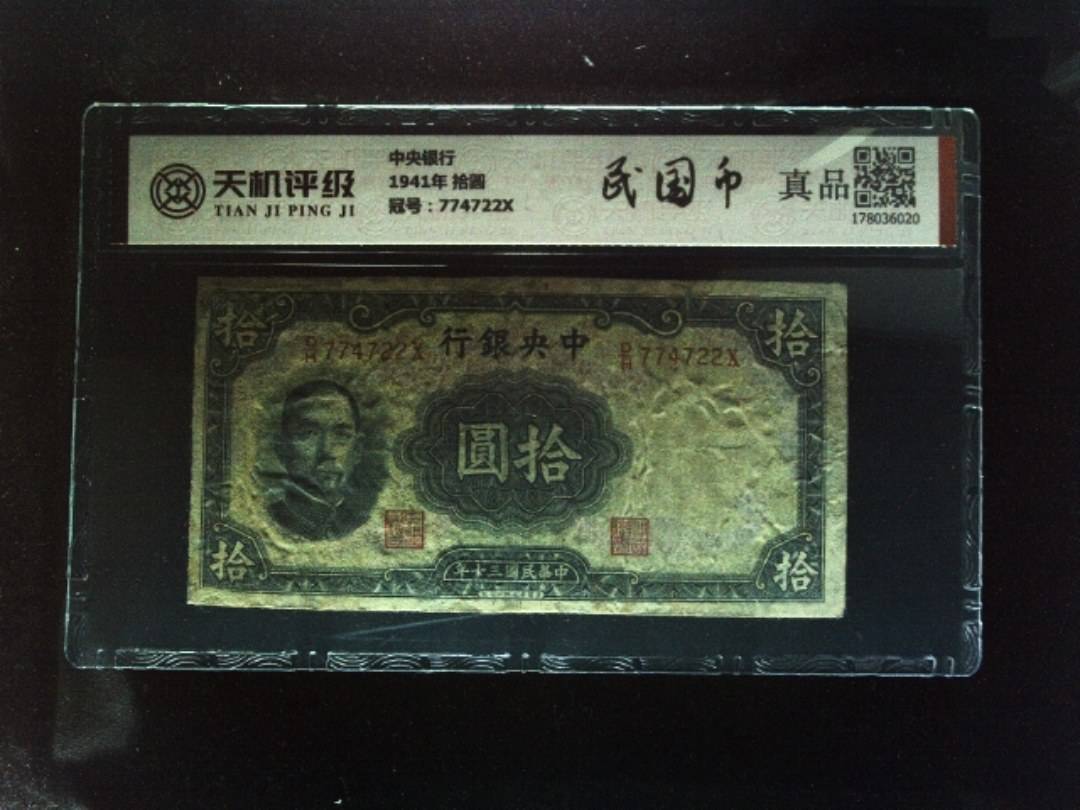 天机评级
TIAN JI PING JI
中央银行
1941年 拾圆
冠号：774722X
民国币
真品
178036020
拾
拾
774722X
行銀央中
774722X
圓拾
年十三國民華中
拾
拾